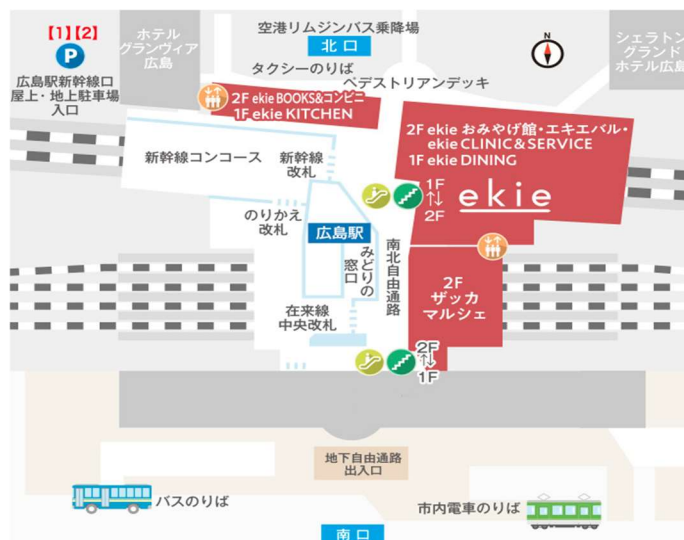 【1】【2】
P
広島駅新幹線口
屋上・地上駐車場
入口
ホテル
グランヴィア
広島
空港リムジンバス乗降場
北口
タクシーのりば
ペデストリアンデッキ
N
シェラトン
グランド
ホテル広島
2F ekie BOOKS&コンビニ
1F ekie KITCHEN
2F ekie おみやげ館・エキエバル・
ekie CLINIC&SERVICE
1F ekie DINING
新幹線コンコース
新幹線
改札
1F
2F
ekie
のりかえ
改札
広島駅
みどりの
窓口
南北自由通路
2F
ザッカ
マルシェ
在来線
中央改札
2F
1F
地下自由通路
出入口
バスのりば
市内電車のりば
南口